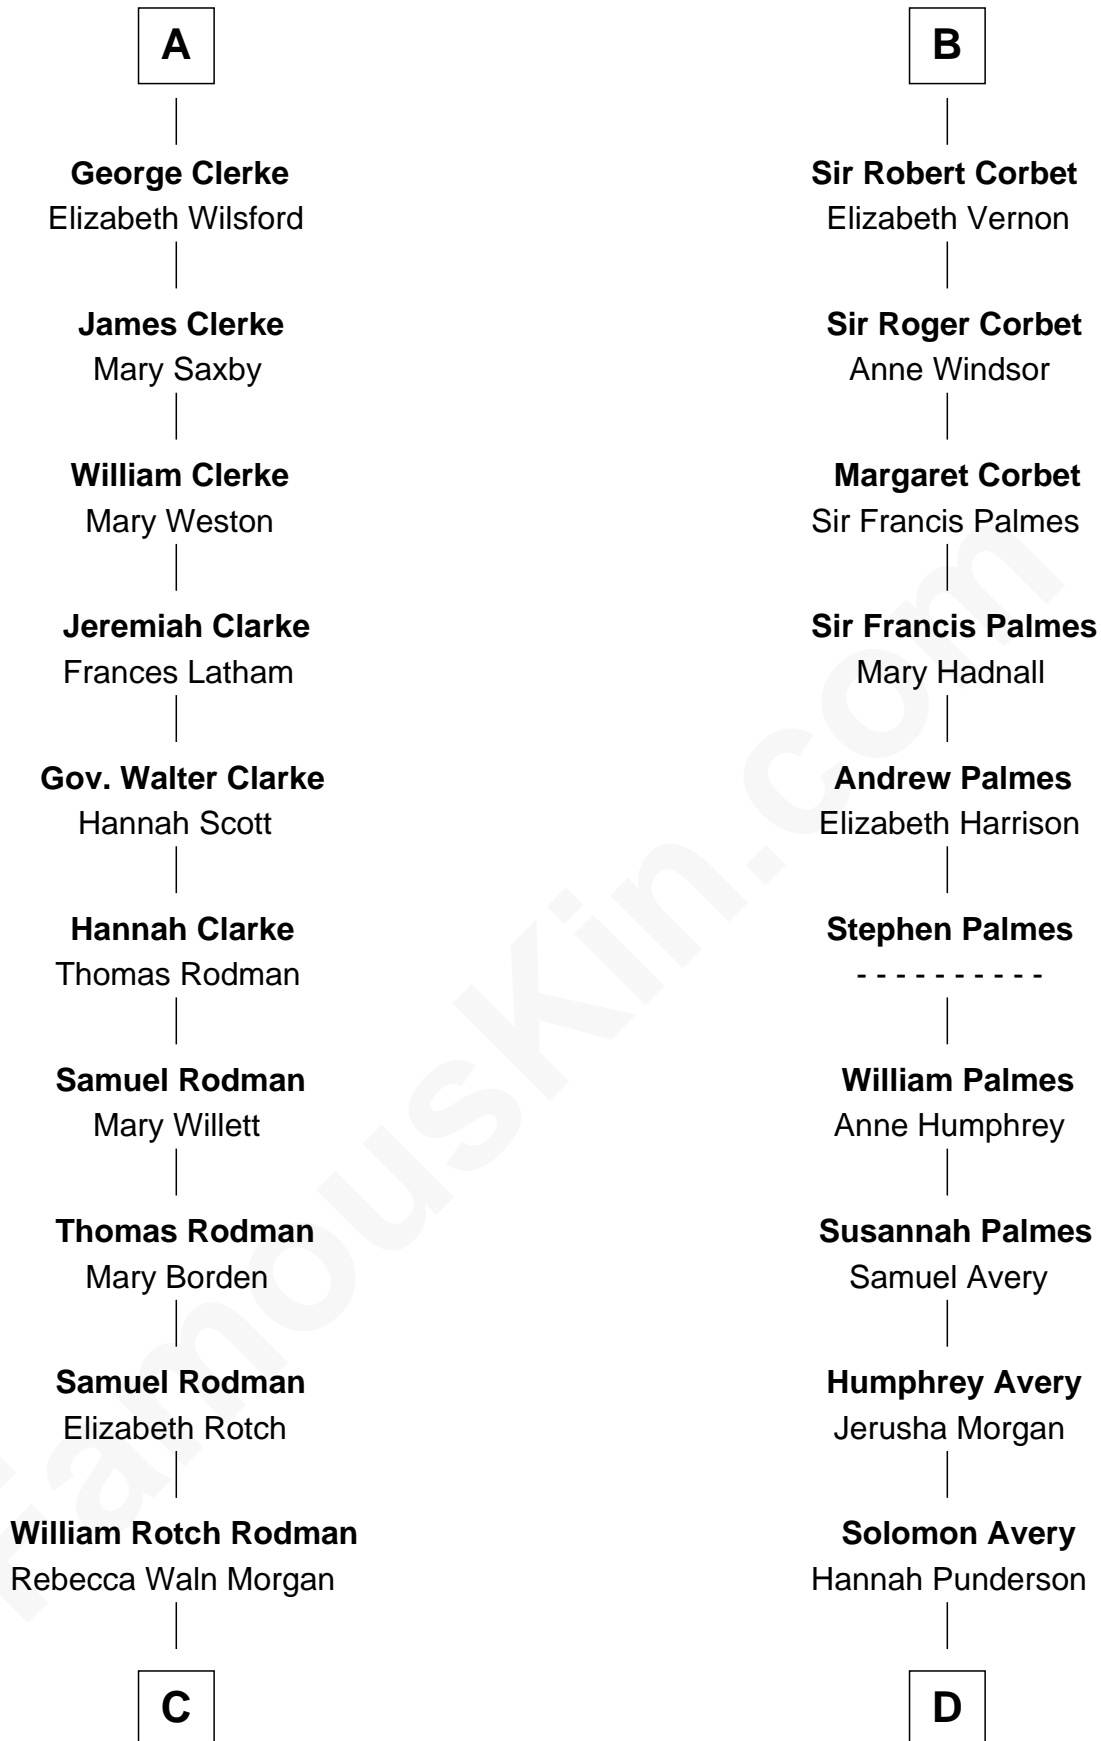 A
George Clerke
Elizabeth Wilsford
James Clerke
Mary Saxby
William Clerke
Mary Weston
Jeremiah Clarke
Frances Latham
Gov. Walter Clarke
Hannah Scott
Hannah Clarke
Thomas Rodman
Samuel Rodman
Mary Willett
Thomas Rodman
Mary Borden
Samuel Rodman
Elizabeth Rotch
William Rotch Rodman
Rebecca Waln Morgan
C
B
Sir Robert Corbet
Elizabeth Vernon
Sir Roger Corbet
Anne Windsor
Margaret Corbet
Sir Francis Palmes
Sir Francis Palmes
Mary Hadnall
Andrew Palmes
Elizabeth Harrison
Stephen Palmes
- - - - - - - - - -
William Palmes
Anne Humphrey
Susannah Palmes
Samuel Avery
Humphrey Avery
Jerusha Morgan
Solomon Avery
Hannah Punderson
D
FamousKin.com